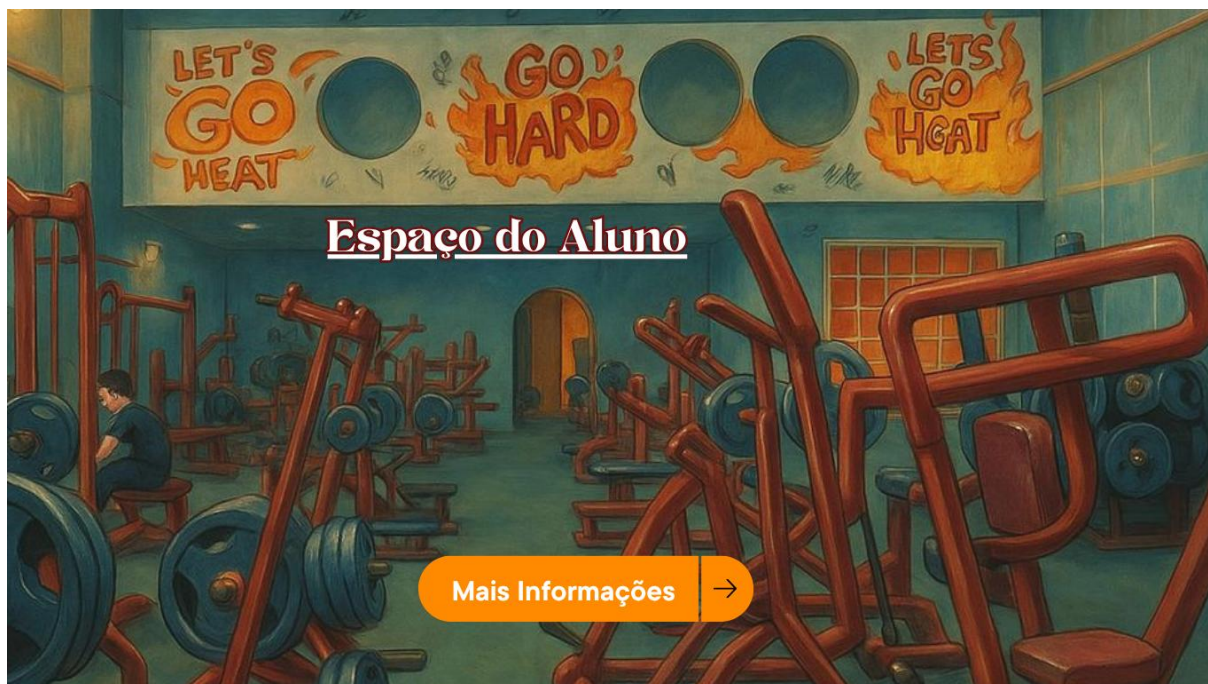 LET'S
GO
HEAT
GO
HARD
LETS
GO
HGAT
Espaço do Aluno
Mais Informações